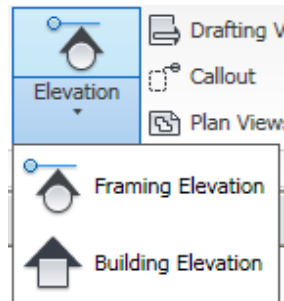 Drafting V
Elevation
Callout
Plan Views
Framing Elevation
Building Elevation